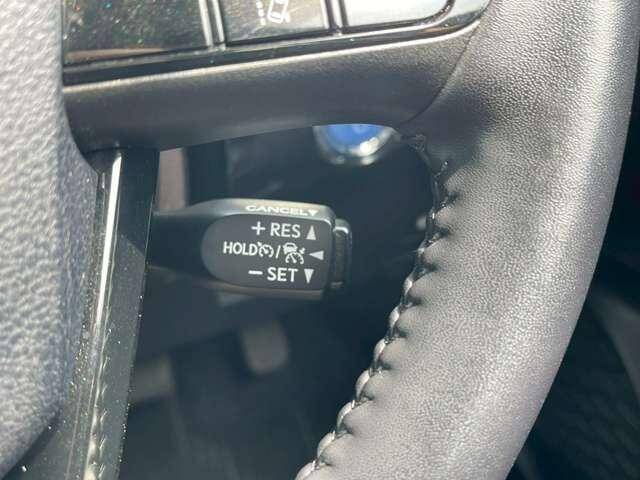 CANCEL▼
+ RES ▲
HOLD / ◀
− SET ▼